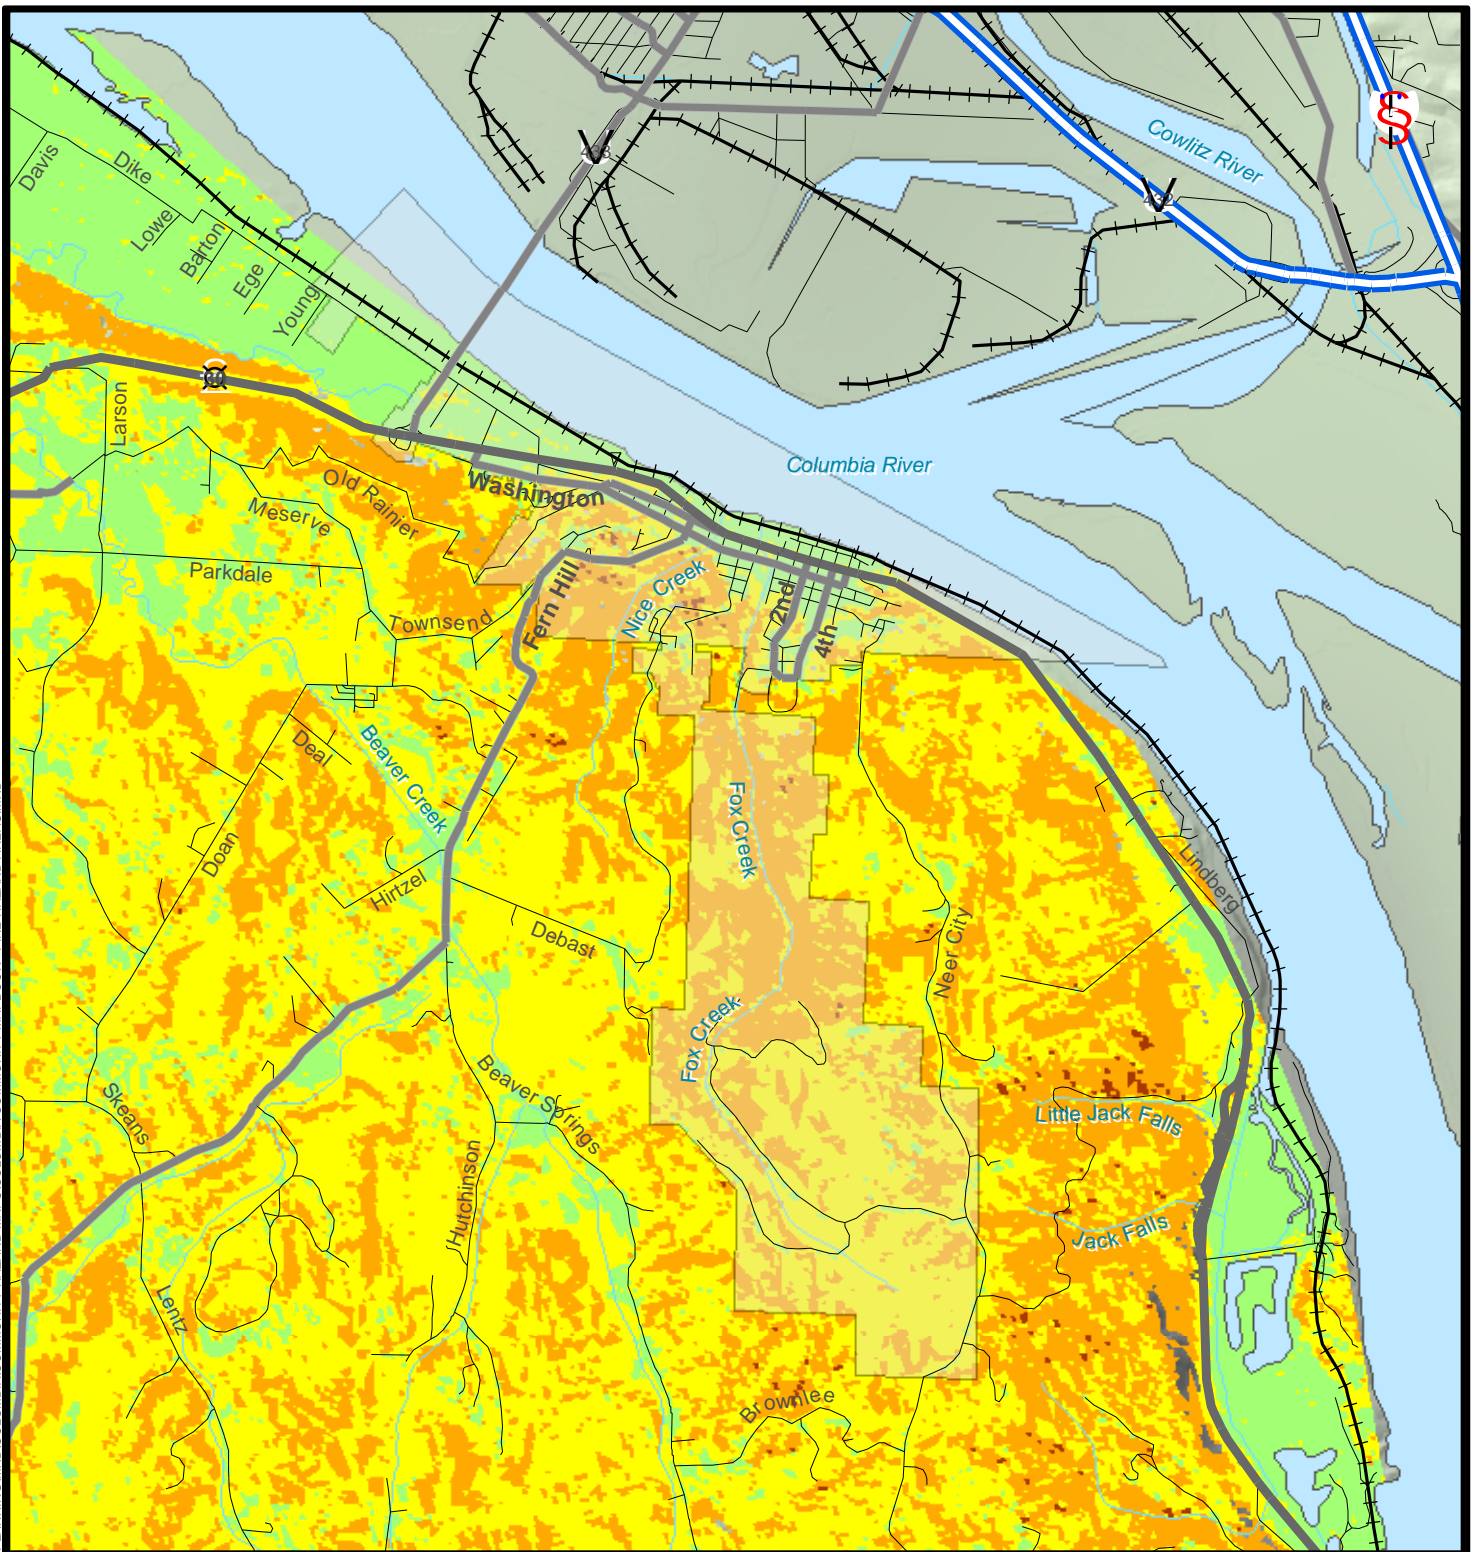 Cowlitz River
433
432
Davis
Dike
Lowe
Barton
Ege
Young
Larson
Columbia River
Washington
Old Rainier
Meserve
Parkdale
Townsend
Fern Hill
Nice Creek
2nd
4th
Deal
Beaver Creek
Fox Creek
Doan
Hirtzel
Lindberg
Debast
Neer City
Fox Creek
Skeans
Beaver Springs
Little Jack Falls
Hutchinson
Jack Falls
Lentz
Brownlee